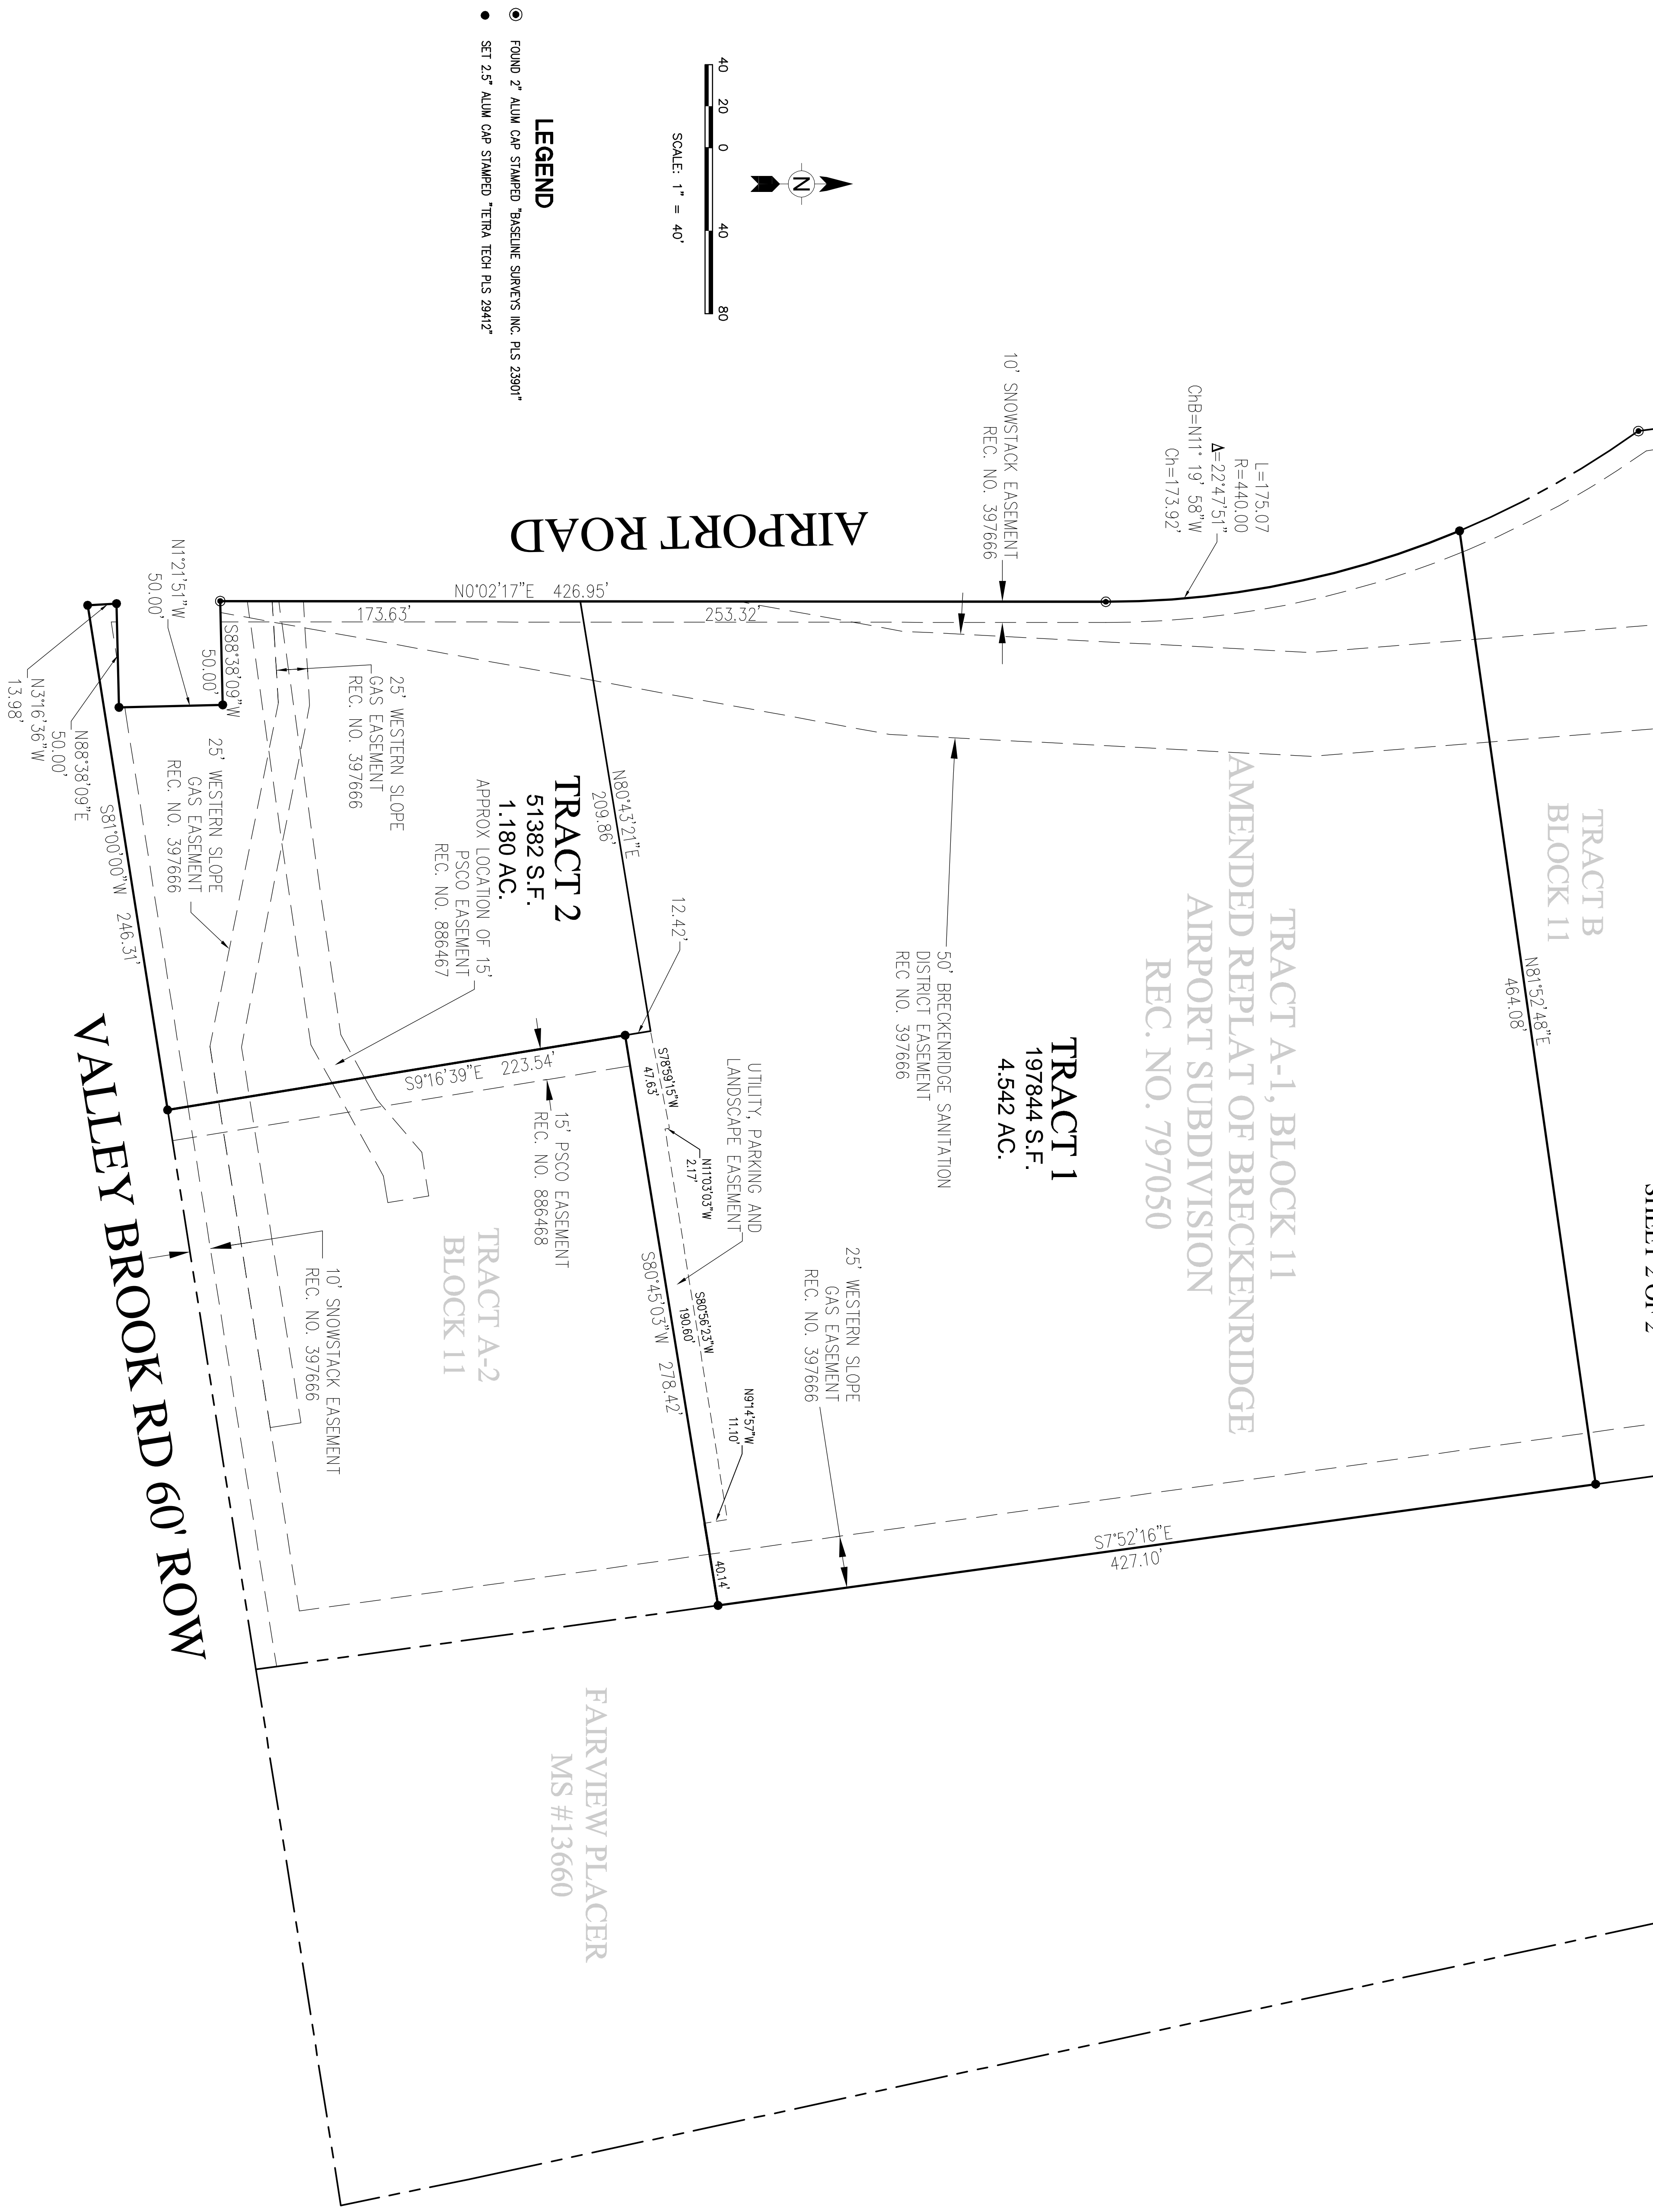 SHEET 2 OF 2
TRACT B
BLOCK 11
N81°52'48"E
464.08'
L=175.07
R=440.00
Δ=22°47'51"
ChB=N11° 19' 58"W
Ch=173.92'
TRACT A-1, BLOCK 11
AMENDED REPLAT OF BRECKENRIDGE
AIRPORT SUBDIVISION
REC. NO. 797050
TRACT 1
197844 S.F.
4.542 AC.
S7°52'16"E
427.10'
10' SNOWSTACK EASEMENT
REC. NO. 397666
50' BRECKENRIDGE SANITATION
DISTRICT EASEMENT
REC NO. 397666
25' WESTERN SLOPE
GAS EASEMENT
REC. NO. 397666
AIRPORT ROAD
N0°02'17"E 426.95'
253.32'
173.63'
UTILITY, PARKING AND
LANDSCAPE EASEMENT
N80°43'21"E
209.86'
12.42'
S78°59'15"W
47.63'
N11°03'03"W
2.17'
S80°56'23"W
190.60'
N9°14'57"W
11.10'
40.14'
S80°45'03"W 278.42'
TRACT 2
51382 S.F.
1.180 AC.
APPROX LOCATION OF 15'
PSCO EASEMENT
REC. NO. 886467
S9°16'39"E 223.54'
15' PSCO EASEMENT
REC. NO. 886468
TRACT A-2
BLOCK 11
FAIRVIEW PLACER
MS #13660
25' WESTERN SLOPE
GAS EASEMENT
REC. NO. 397666
S88°38'09"W
50.00'
N1°21'51"W
50.00'
25' WESTERN SLOPE
GAS EASEMENT
REC. NO. 397666
N88°38'09"E
50.00'
N3°16'36"W
13.98'
S81°00'00"W 246.31'
10' SNOWSTACK EASEMENT
REC. NO. 397666
VALLEY BROOK RD 60' ROW
N
40 20 0 40 80
SCALE: 1" = 40'
LEGEND
FOUND 2" ALUM CAP STAMPED "BASELINE SURVEYS INC. PLS 23901"
SET 2.5" ALUM CAP STAMPED "TETRA TECH PLS 29412"